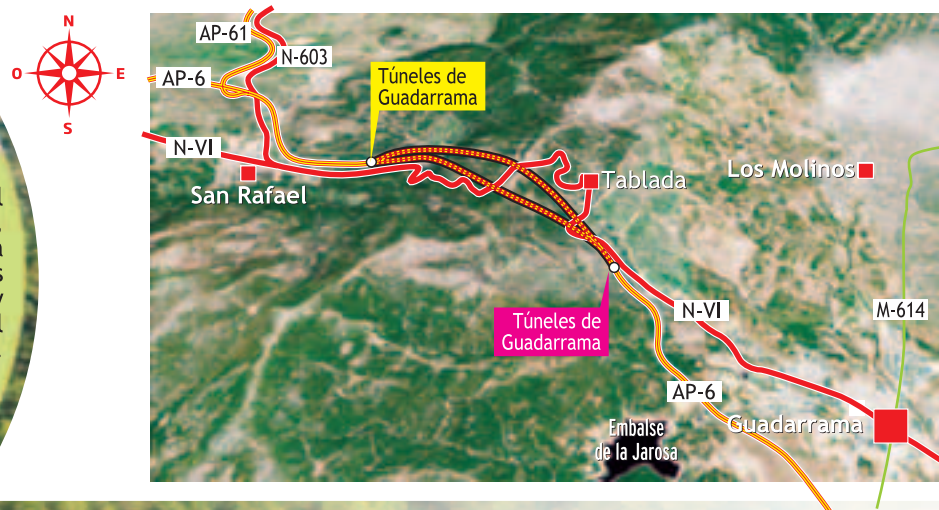 N
O
E
S
AP-61
N-603
AP-6
Túneles de
Guadarrama
N-VI
San Rafael
Tablada
Los Molinos
Túneles de
Guadarrama
N-VI
M-614
AP-6
Guadarrama
Embalse
de la Jarosa